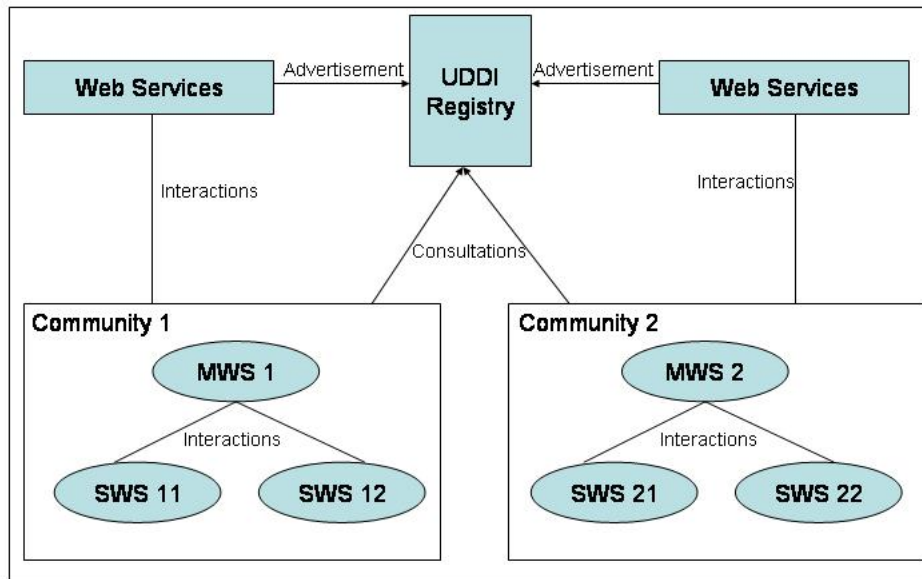 Advertisement
UDDI
Registry
Advertisement
Web Services
Web Services
Interactions
Interactions
Consultations
Community 1
Community 2
MWS 1
MWS 2
Interactions
Interactions
SWS 11
SWS 12
SWS 21
SWS 22